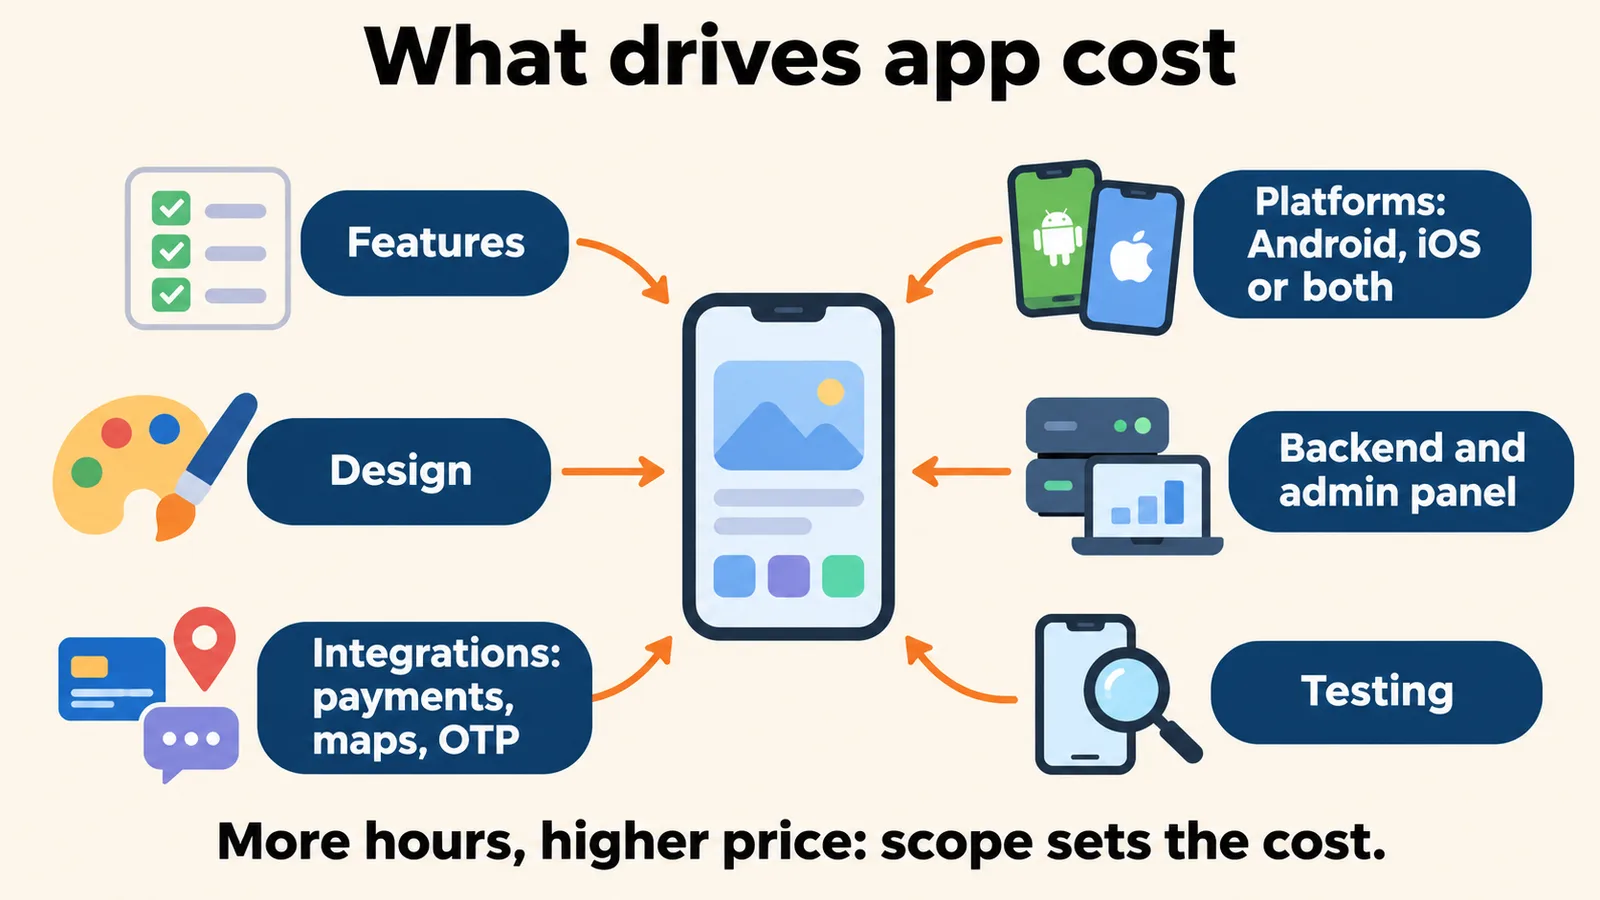 What drives app cost
Features
Platforms:
Android, iOS
or both
Design
Backend and
admin panel
Integrations:
payments,
maps, OTP
Testing
More hours, higher price: scope sets the cost.